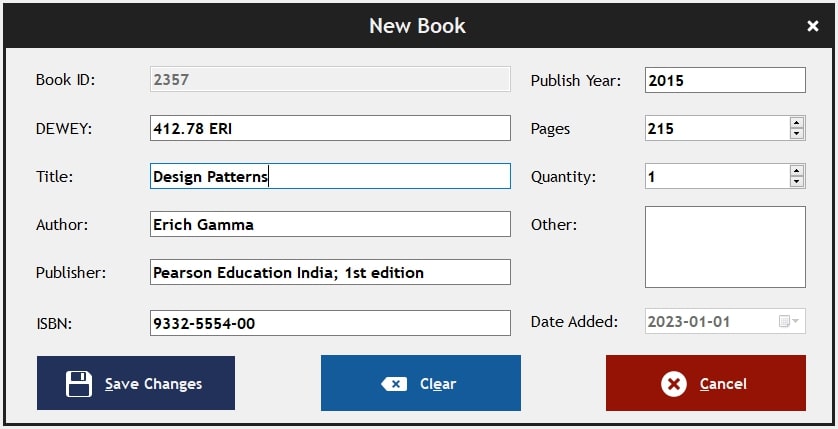 New Book
Book ID: 2357
DEWEY: 412.78 ERI
Title: Design Patterns
Author: Erich Gamma
Publisher: Pearson Education India; 1st edition
ISBN: 9332-5554-00
Publish Year: 2015
Pages 215
Quantity: 1
Other:
Date Added: 2023-01-01
Save Changes
Clear
Cancel